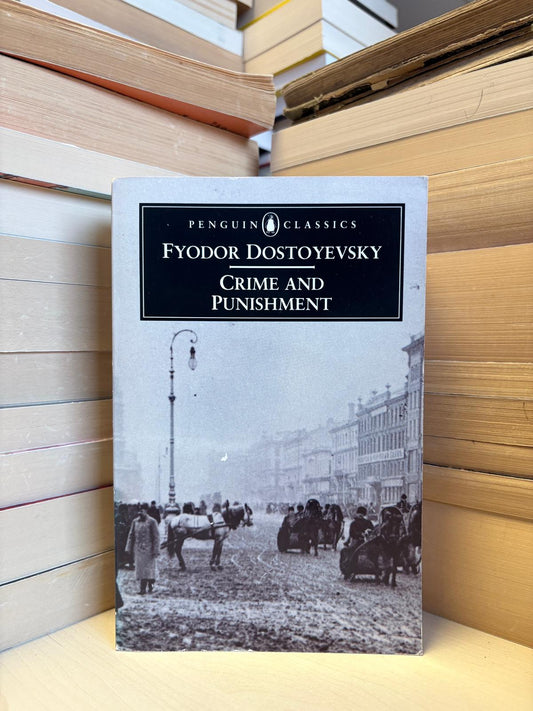 PENGUIN CLASSICS
FYODOR DOSTOYEVSKY
CRIME AND
PUNISHMENT